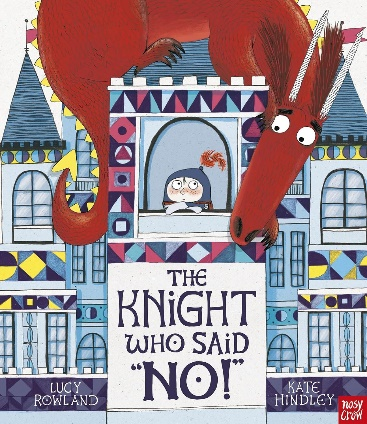 THE
KNIGHT
WHO SAID
"NO!"
LUCY
ROWLAND
KATE
HINDLEY
nosy
crow